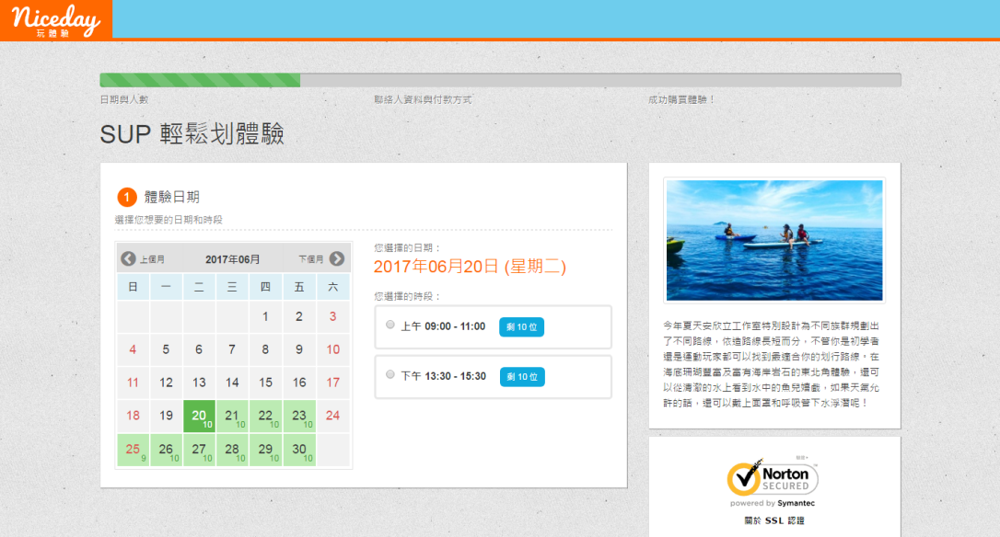 Niceday
玩體驗
日期與人數
聯絡人資料與付款方式
成功購買體驗！
SUP 輕鬆划體驗
1 體驗日期
選擇您想要的日期和時段
上個月 2017年06月 下個月
日 一 二 三 四 五 六
1 2 3
4 5 6 7 8 9 10
11 12 13 14 15 16 17
18 19 20 10 21 10 22 10 23 10 24
25 9 26 10 27 10 28 10 29 10 30 10
您選擇的日期：
2017年06月20日 (星期二)
您選擇的時段：
上午 09:00 - 11:00 剩 10 位
下午 13:30 - 15:30 剩 10 位
今年夏天安欣立工作室特別設計為不同族群規劃出
了不同路線，依造路線長短而分，不管你是初學者
還是運動玩家都可以找到最適合你的划行路線。在
海底珊瑚豐富及富有海岸岩石的東北角體驗，還可
以從清澈的水上看到水中的魚兒嬉戲，如果天氣允
許的話，還可以戴上面罩和呼吸管下水浮潛呢！
Norton
SECURED
powered by Symantec
關於 SSL 認證